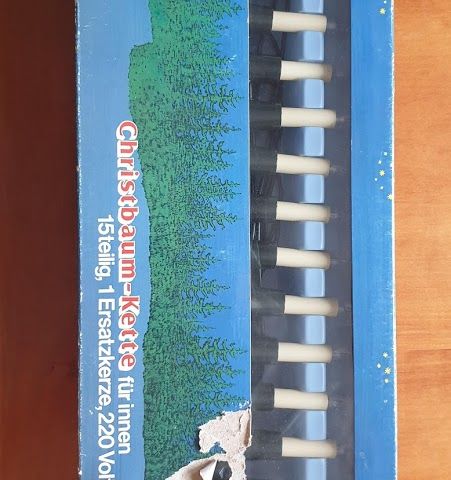 Christbaum-Kette für innen
15teilig, 1 Ersatzkerze, 220 Vol